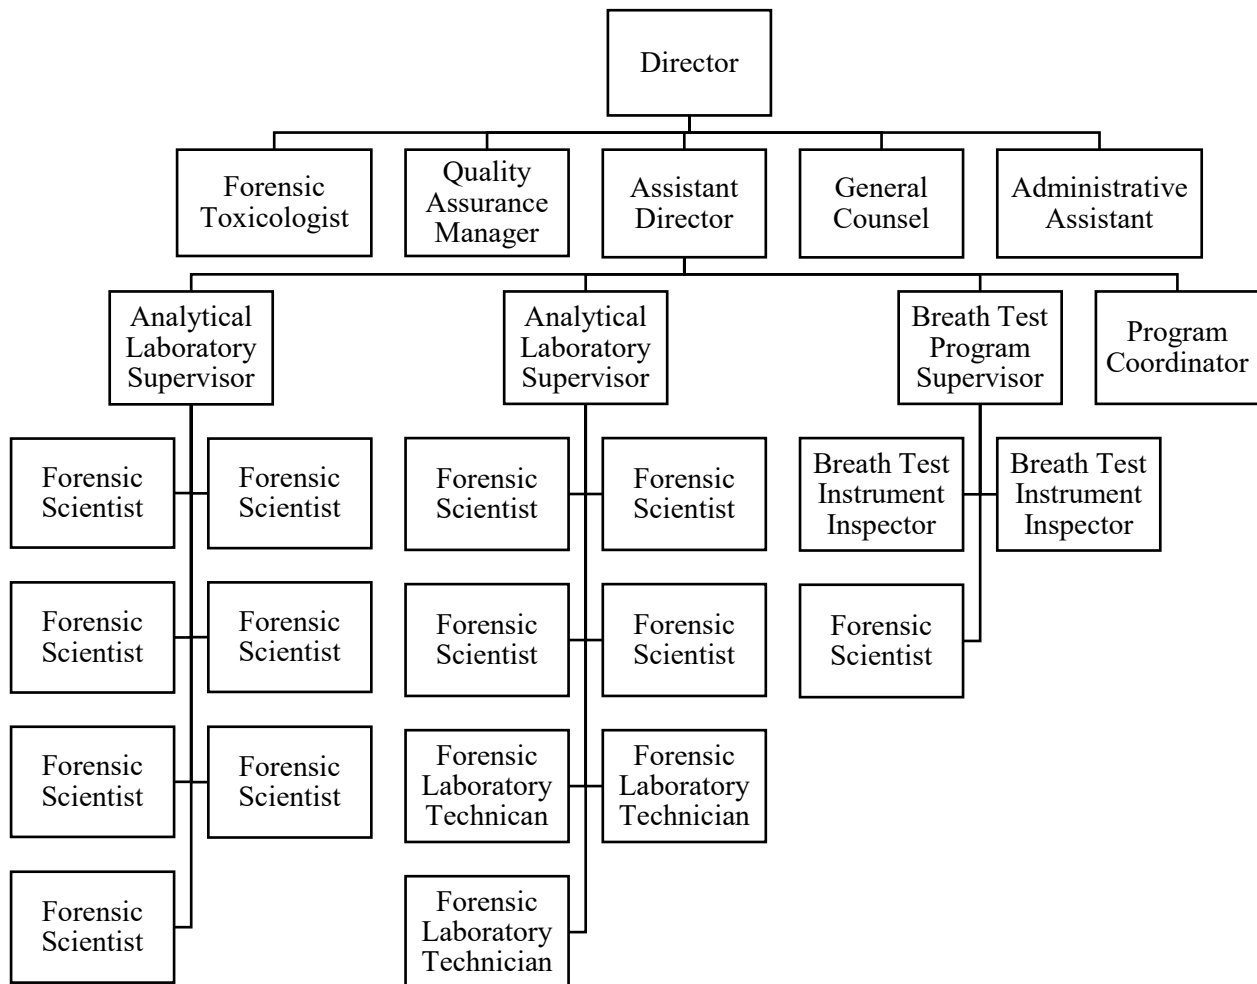 Director
Forensic
Toxicologist
Quality
Assurance
Manager
Assistant
Director
General
Counsel
Administrative
Assistant
Analytical
Laboratory
Supervisor
Analytical
Laboratory
Supervisor
Breath Test
Program
Supervisor
Program
Coordinator
Forensic
Scientist
Forensic
Scientist
Forensic
Scientist
Forensic
Scientist
Breath Test
Instrument
Inspector
Breath Test
Instrument
Inspector
Forensic
Scientist
Forensic
Scientist
Forensic
Scientist
Forensic
Scientist
Forensic
Scientist
Forensic
Scientist
Forensic
Scientist
Forensic
Laboratory
Technican
Forensic
Laboratory
Technician
Forensic
Scientist
Forensic
Laboratory
Technician